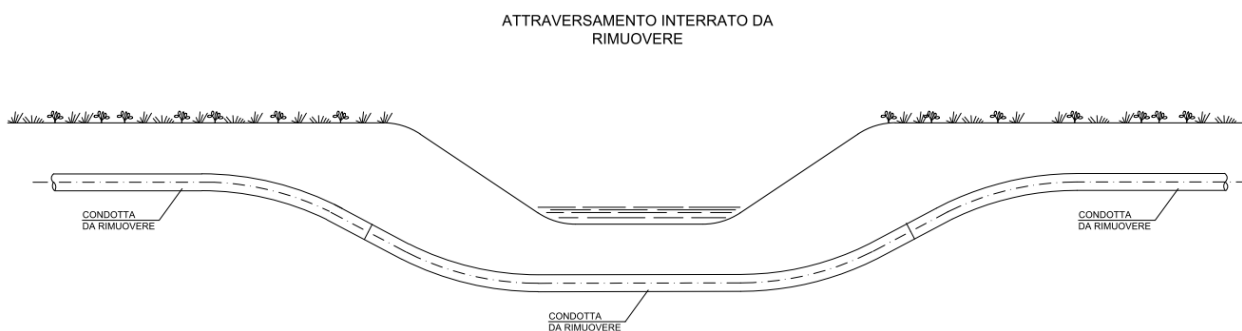 ATTRAVERSAMENTO INTERRATO DA
RIMUOVERE
CONDOTTA
DA RIMUOVERE
CONDOTTA
DA RIMUOVERE
CONDOTTA
DA RIMUOVERE